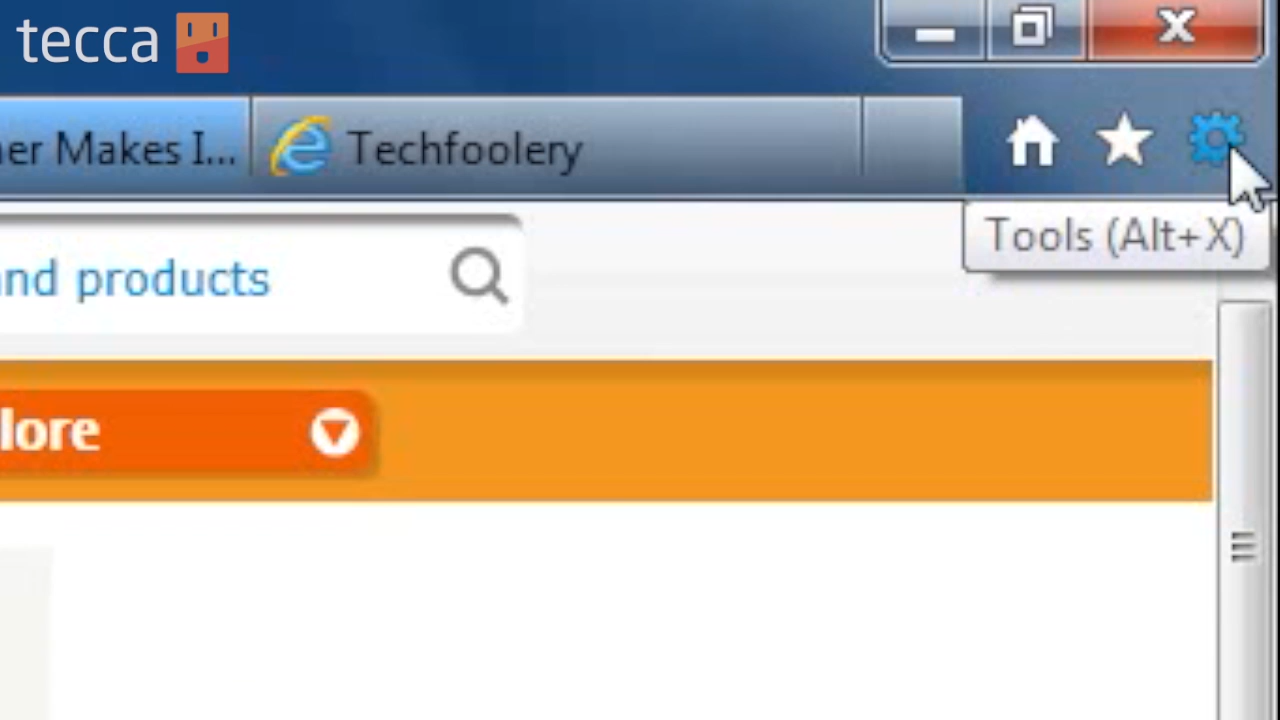 tecca
er Makes I...
Techfoolery
Tools (Alt+X)
nd products
lore